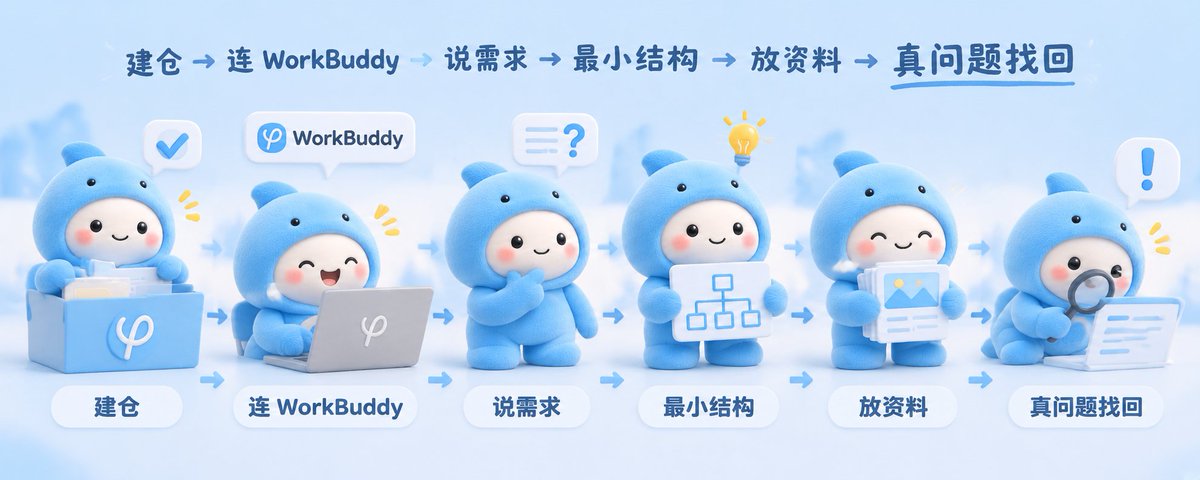 建仓 → 连 WorkBuddy → 说需求 → 最小结构 → 放资料 → 真问题找回
WorkBuddy
?
!
建仓
连 WorkBuddy
说需求
最小结构
放资料
真问题找回